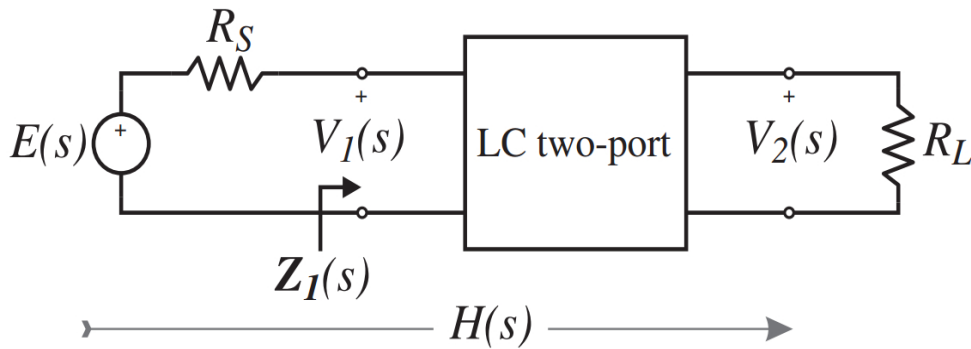 R_S
+
E(s)
+
V_1(s)
LC two-port
+
V_2(s)
R_L
Z_1(s)
H(s)